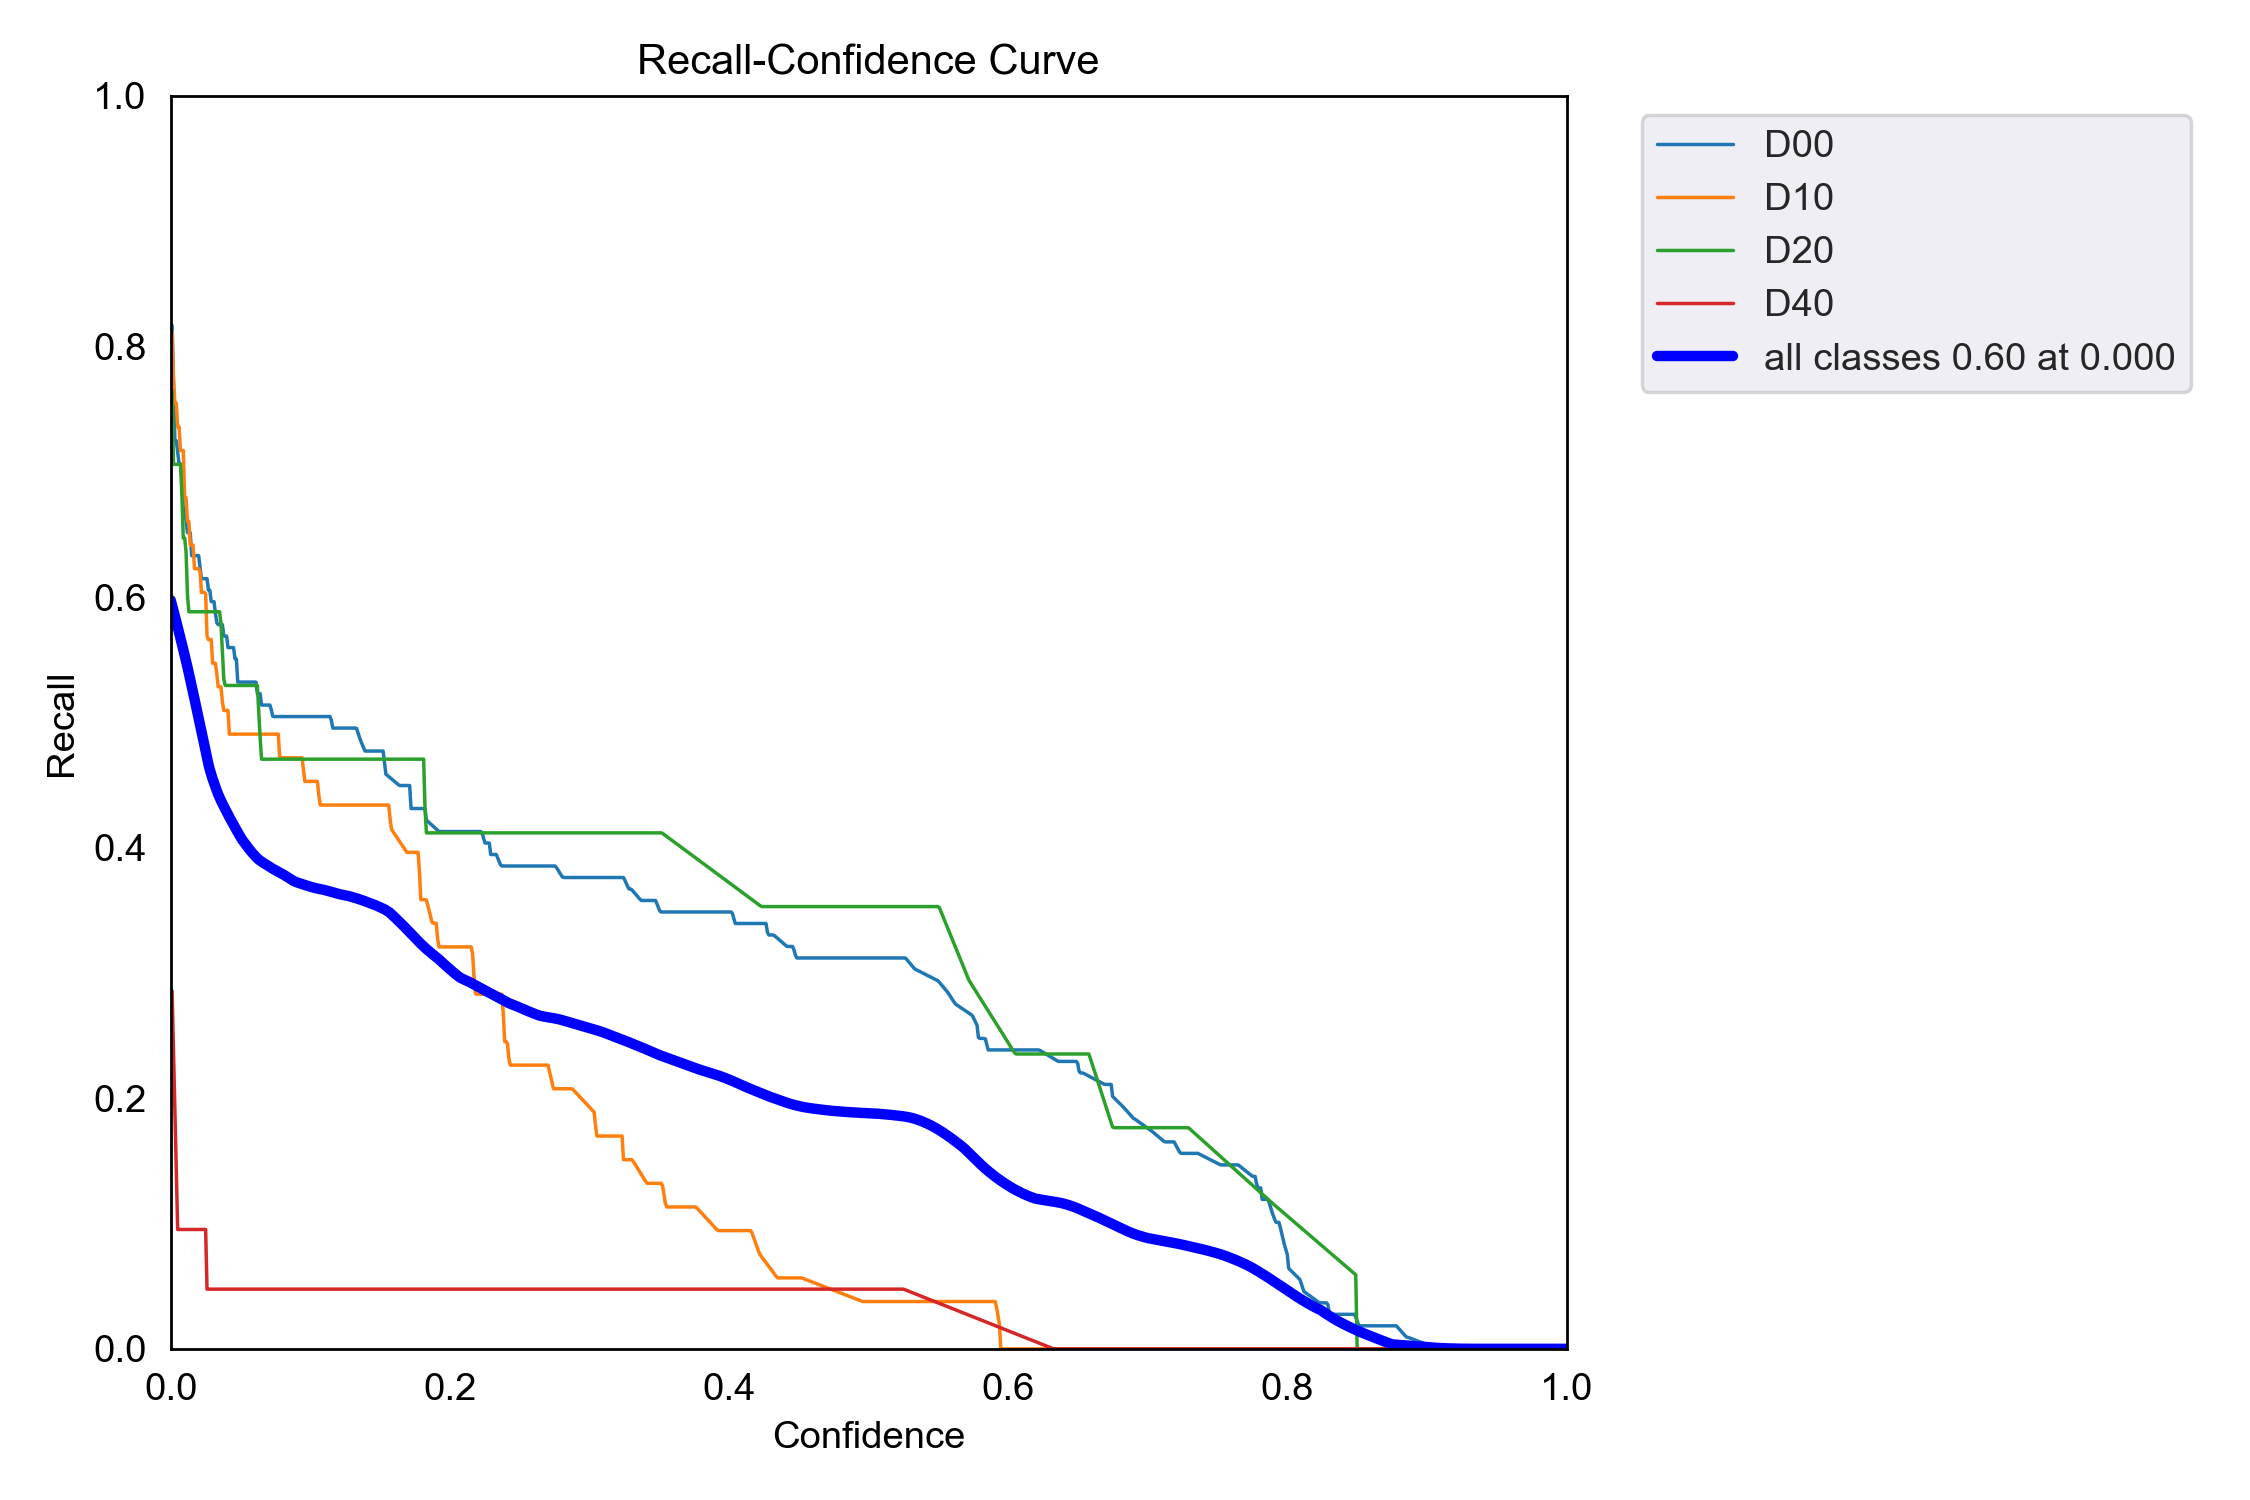 Recall-Confidence Curve
1.0
0.8
0.6
0.4
0.2
0.0
Recall
0.0 0.2 0.4 0.6 0.8 1.0
Confidence
D00
D10
D20
D40
all classes 0.60 at 0.000